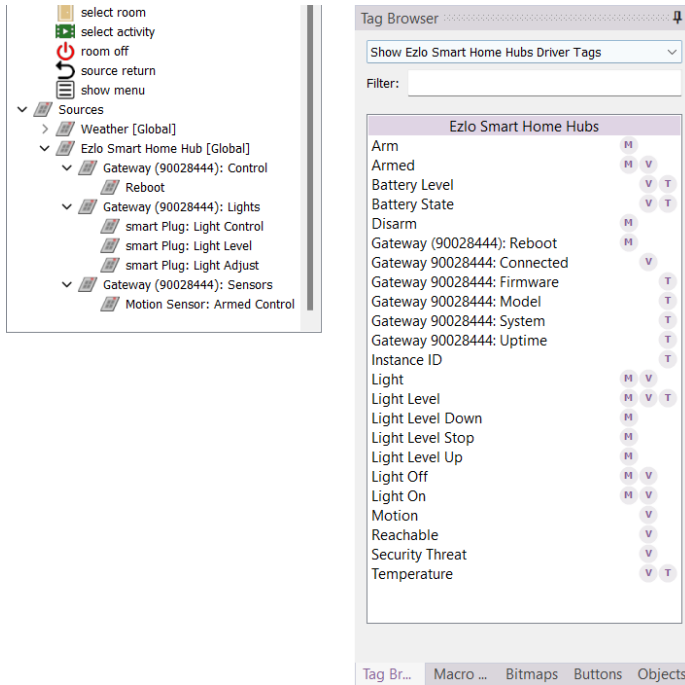 select room
select activity
room off
source return
show menu
Sources
Weather [Global]
Ezlo Smart Home Hub [Global]
Gateway (90028444): Control
Reboot
Gateway (90028444): Lights
smart Plug: Light Control
smart Plug: Light Level
smart Plug: Light Adjust
Gateway (90028444): Sensors
Motion Sensor: Armed Control
Tag Browser
Show Ezlo Smart Home Hubs Driver Tags
Filter:
Ezlo Smart Home Hubs
Arm M
Armed M V
Battery Level V T
Battery State V T
Disarm M
Gateway (90028444): Reboot M
Gateway 90028444: Connected V
Gateway 90028444: Firmware T
Gateway 90028444: Model T
Gateway 90028444: System T
Gateway 90028444: Uptime T
Instance ID T
Light M V
Light Level M V T
Light Level Down M
Light Level Stop M
Light Level Up M
Light Off M V
Light On M V
Motion V
Reachable V
Security Threat V
Temperature V T
Tag Br... Macro ... Bitmaps Buttons Objects